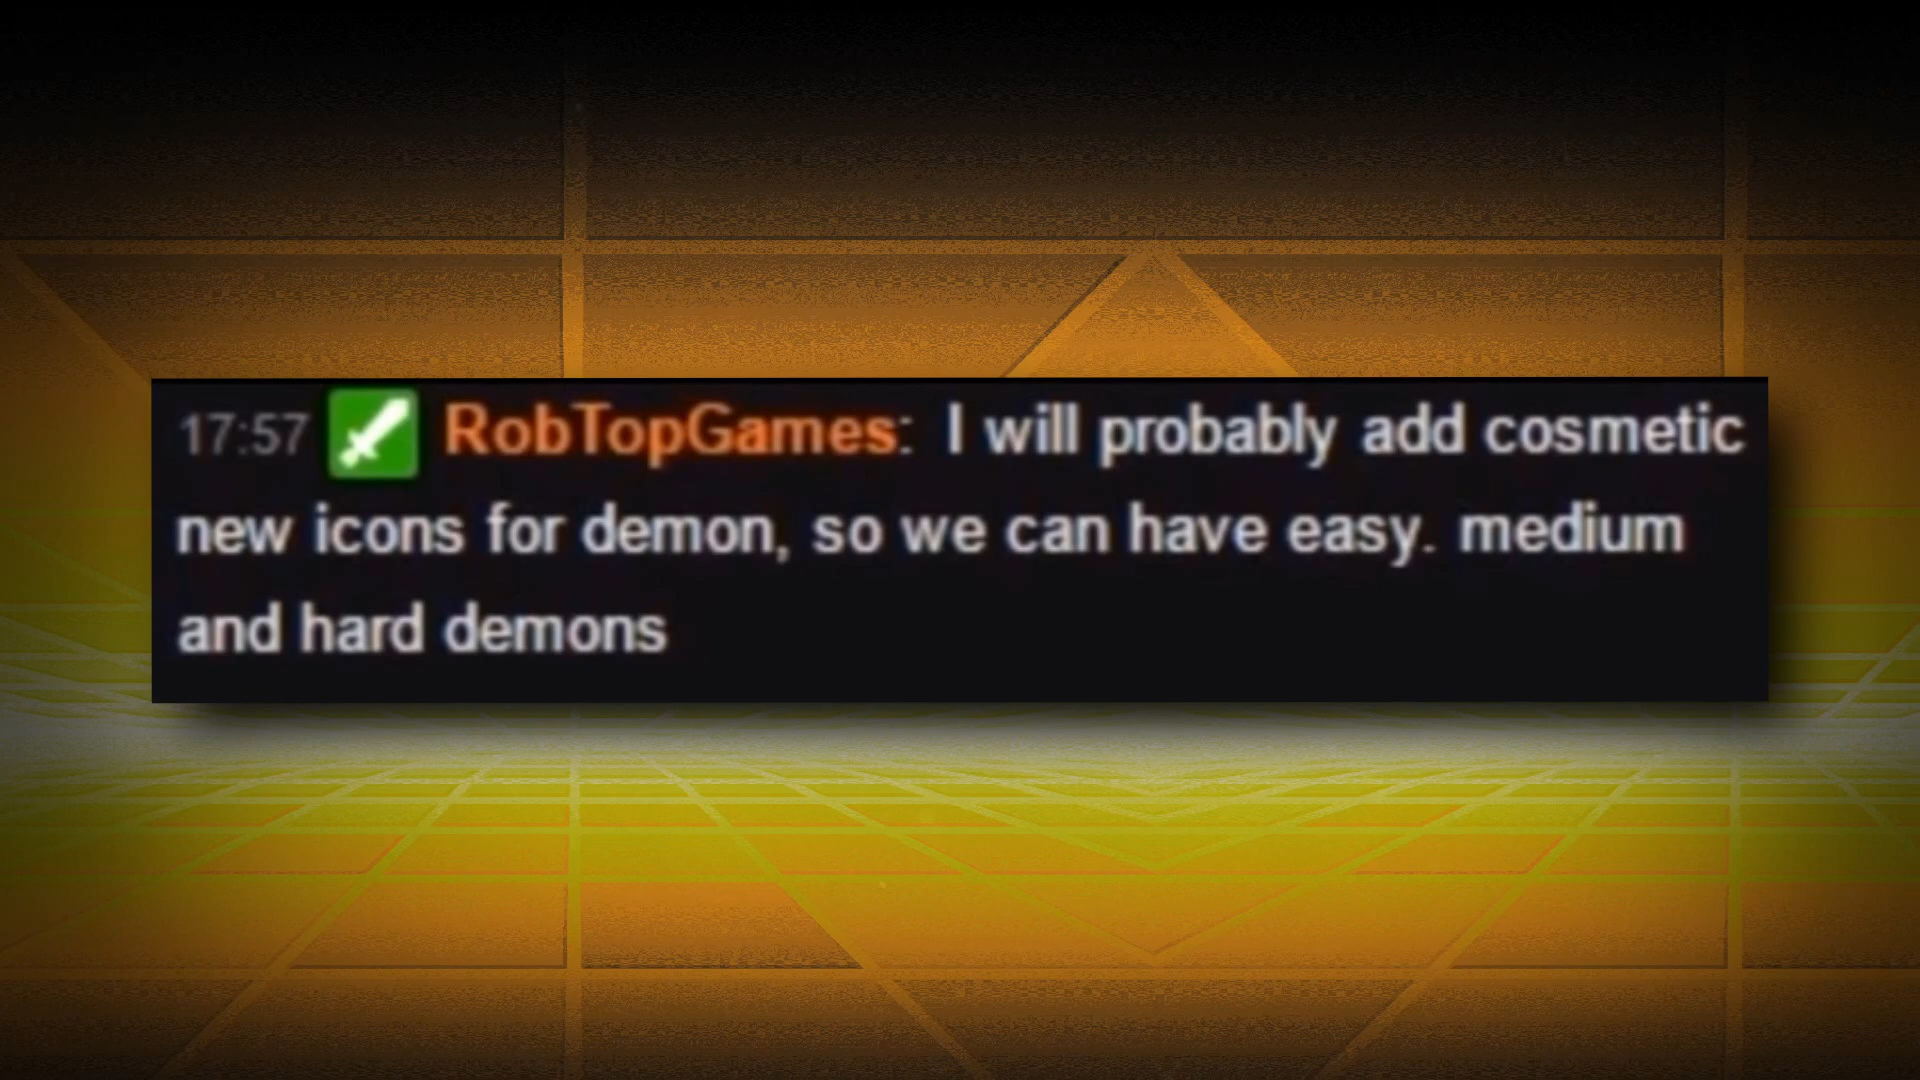 17:57 RobTopGames: I will probably add cosmetic
new icons for demon, so we can have easy. medium
and hard demons